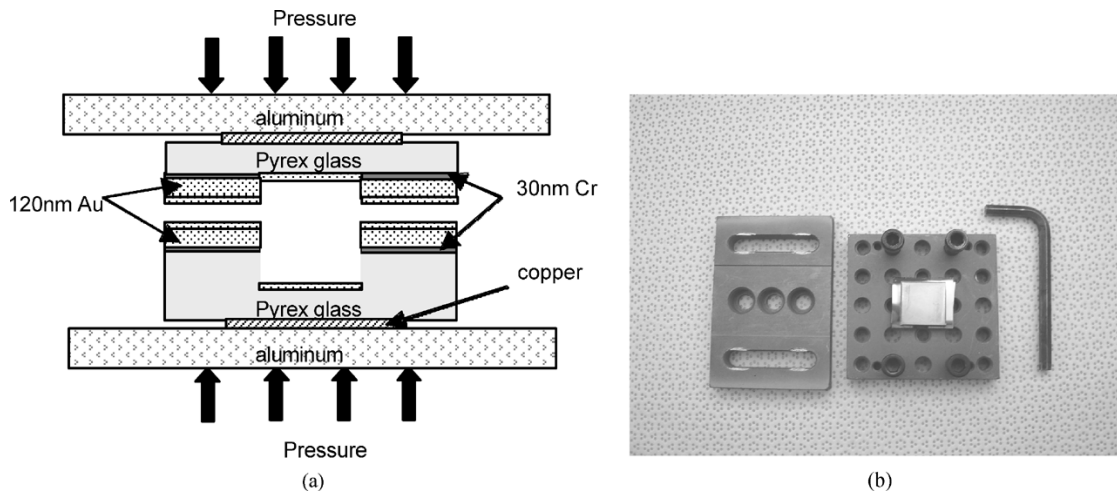 Pressure
aluminum
Pyrex glass
120nm Au
30nm Cr
copper
Pyrex glass
aluminum
Pressure
(a)
(b)